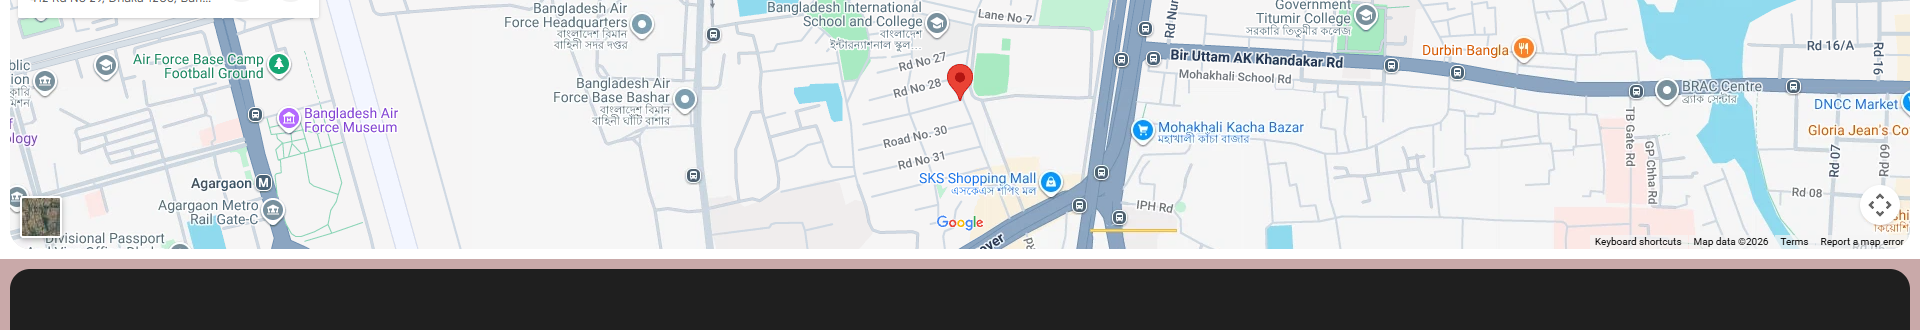 Bangladesh Air
Force Headquarters
বাংলাদেশ বিমান
বাহিনী সদর দপ্তর
Bangladesh International
School and College
বাংলাদেশ
ইন্টারন্যাশনাল স্কুল...
Lane No 7
Government
Titumir College
সরকারি তিতুমীর কলেজ
Durbin Bangla
Rd 16/A
Rd 16
Bir Uttam AK Khandakar Rd
Mohakhali School Rd
Air Force Base Camp
Football Ground
Rd No 27
Rd No 28
Bangladesh Air
Force Base Bashar
বাংলাদেশ বিমান
বাহিনী ঘাঁটি বাশার
BRAC Centre
ব্র্যাক সেন্টার
DNCC Market
Bangladesh Air
Force Museum
Road No. 30
Rd No 31
Mohakhali Kacha Bazar
মহাখালী কাঁচা বাজার
TB Gate Rd
GP Chha Rd
Gloria Jean's Co
Rd 07
Rd 09
Rd 08
Agargaon
Agargaon Metro
Rail Gate-C
SKS Shopping Mall
এসকেএস শপিং মল
IPH Rd
Google
Divisional Passport
Keyboard shortcuts
Map data ©2026
Terms
Report a map error